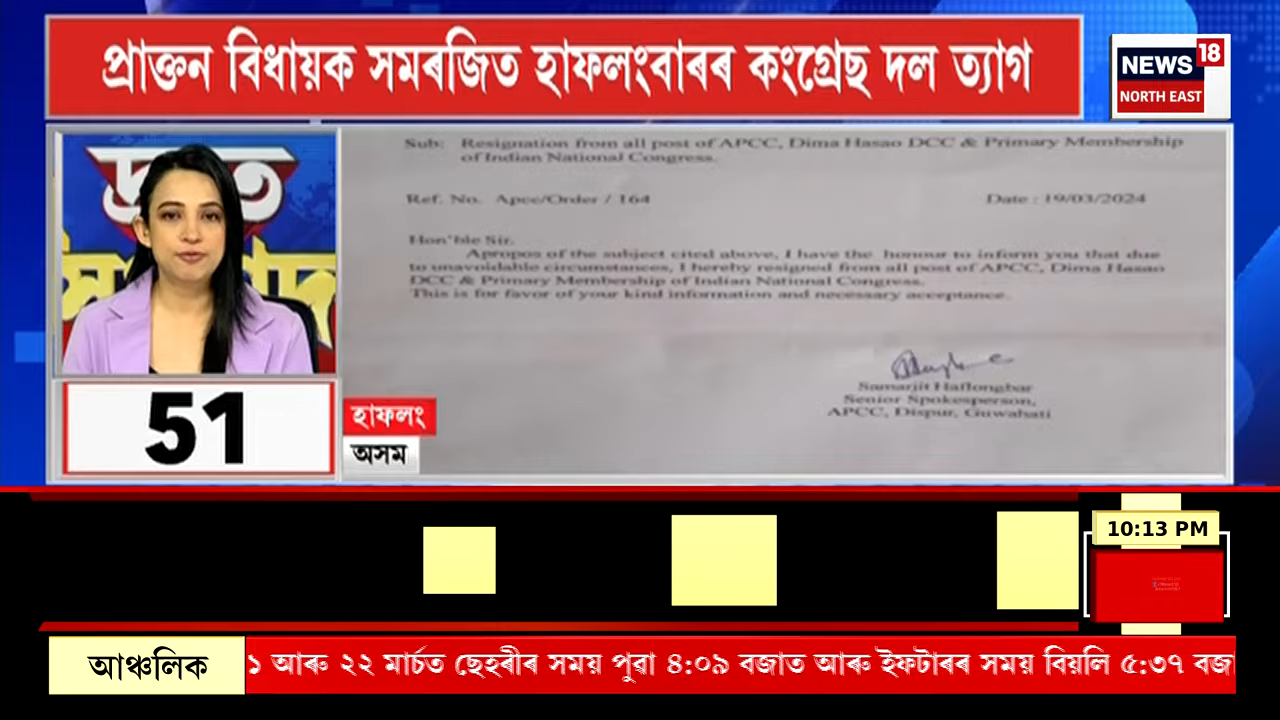 প্ৰাক্তন বিধায়ক সমৰজিত হাফলংবাৰৰ কংগ্ৰেছ দল ত্যাগ
NEWS 18
NORTH EAST
দ্ৰুত
Sub: Resignation from all post of APCC, Dima Hasao DCC & Primary Membership
of Indian National Congress.
Ref. No. Apcc/Order / 164
Date : 19/03/2024
Hon'ble Sir.
Apropos of the subject cited above, I have the honour to inform you that due
to unavoidable circumstances, I hereby resigned from all post of APCC, Dima Hasao
DCC & Primary Membership of Indian National Congress.
This is for favor of your kind information and necessary acceptance.
Samarjit Haflongbar
Senior Spokesperson,
APCC, Dispur, Guwahati
51
হাফলং
অসম
10:13 PM
আঞ্চলিক
১ আৰু ২২ মাৰ্চত ছেহৰীৰ সময় পুৱা ৪:০৯ বজাত আৰু ইফটাৰৰ সময় বিয়লি ৫:৩৭ বজা